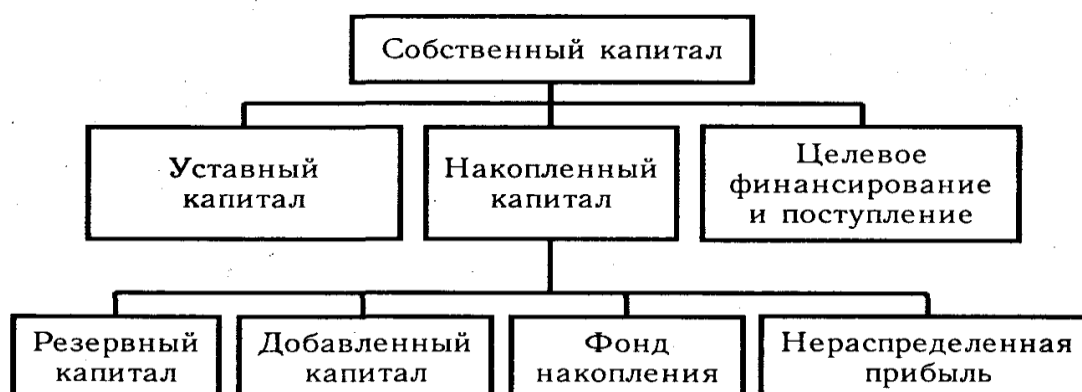 Собственный капитал
Уставный
капитал
Накопленный
капитал
Целевое
финансирование
и поступление
Резервный
капитал
Добавленный
капитал
Фонд
накопления
Нераспределенная
прибыль